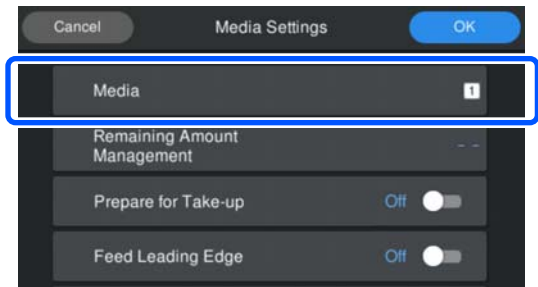 Cancel Media Settings OK
Media 1
Remaining Amount
Management - -
Prepare for Take-up Off
Feed Leading Edge Off